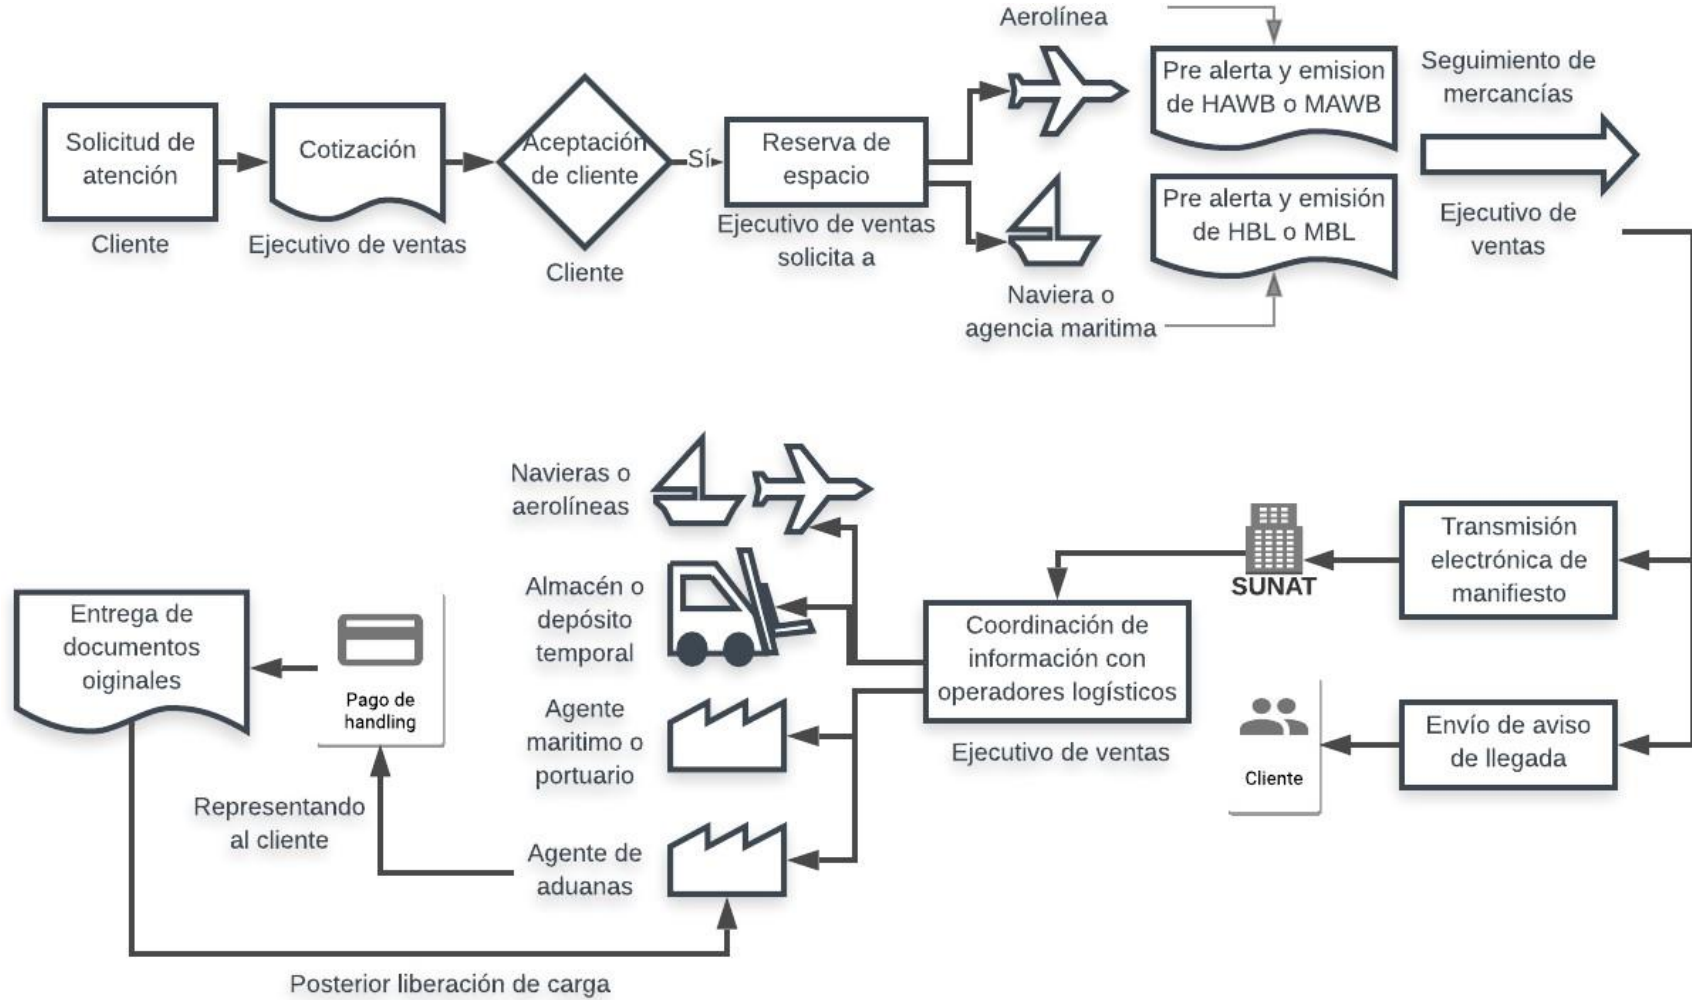 Solicitud de
atención
Cliente
Cotización
Ejecutivo de ventas
Aceptación
de cliente
Cliente
Sí
Reserva de
espacio
Ejecutivo de ventas
solicita a
Aerolínea
Naviera o
agencia maritima
Pre alerta y emision
de HAWB o MAWB
Pre alerta y emisión
de HBL o MBL
Seguimiento de
mercancías
Ejecutivo de
ventas
Transmisión
electrónica de
manifiesto
SUNAT
Envío de aviso
de llegada
Cliente
Coordinación de
información con
operadores logísticos
Ejecutivo de ventas
Navieras o
aerolíneas
Almacén o
depósito
temporal
Agente
maritimo o
portuario
Agente de
aduanas
Representando
al cliente
Pago de
handling
Entrega de
documentos
oiginales
Posterior liberación de carga